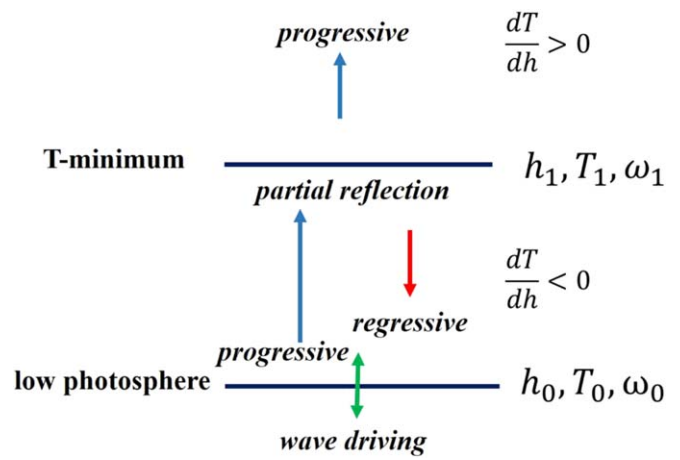 progressive
dT/dh > 0
T-minimum
h₁, T₁, ω₁
partial reflection
dT/dh < 0
regressive
progressive
low photosphere
h₀, T₀, ω₀
wave driving